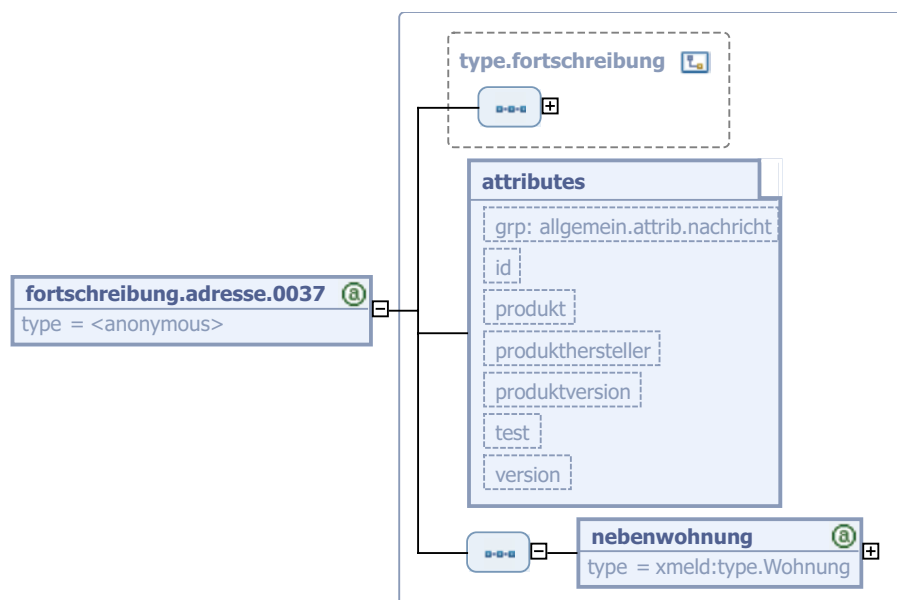 type.fortschreibung
attributes
grp: allgemein.attrib.nachricht
id
produkt
produkthersteller
produktversion
test
version
fortschreibung.adresse.0037
type = <anonymous>
nebenwohnung
type = xmeld:type.Wohnung